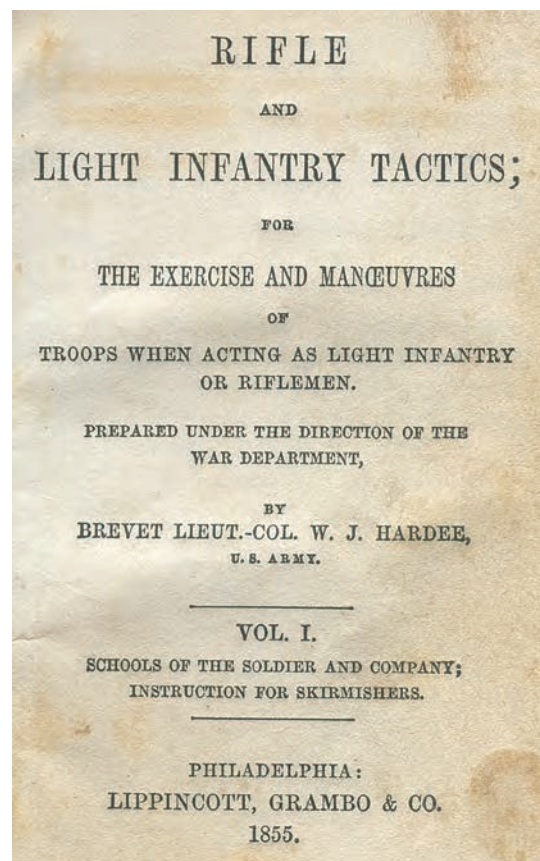 RIFLE
AND
LIGHT INFANTRY TACTICS;
FOR
THE EXERCISE AND MANŒUVRES
OF
TROOPS WHEN ACTING AS LIGHT INFANTRY
OR RIFLEMEN.
PREPARED UNDER THE DIRECTION OF THE
WAR DEPARTMENT,
BY
BREVET LIEUT.-COL. W. J. HARDEE,
U. S. ARMY.
VOL. I.
SCHOOLS OF THE SOLDIER AND COMPANY;
INSTRUCTION FOR SKIRMISHERS.
PHILADELPHIA:
LIPPINCOTT, GRAMBO & CO.
1855.